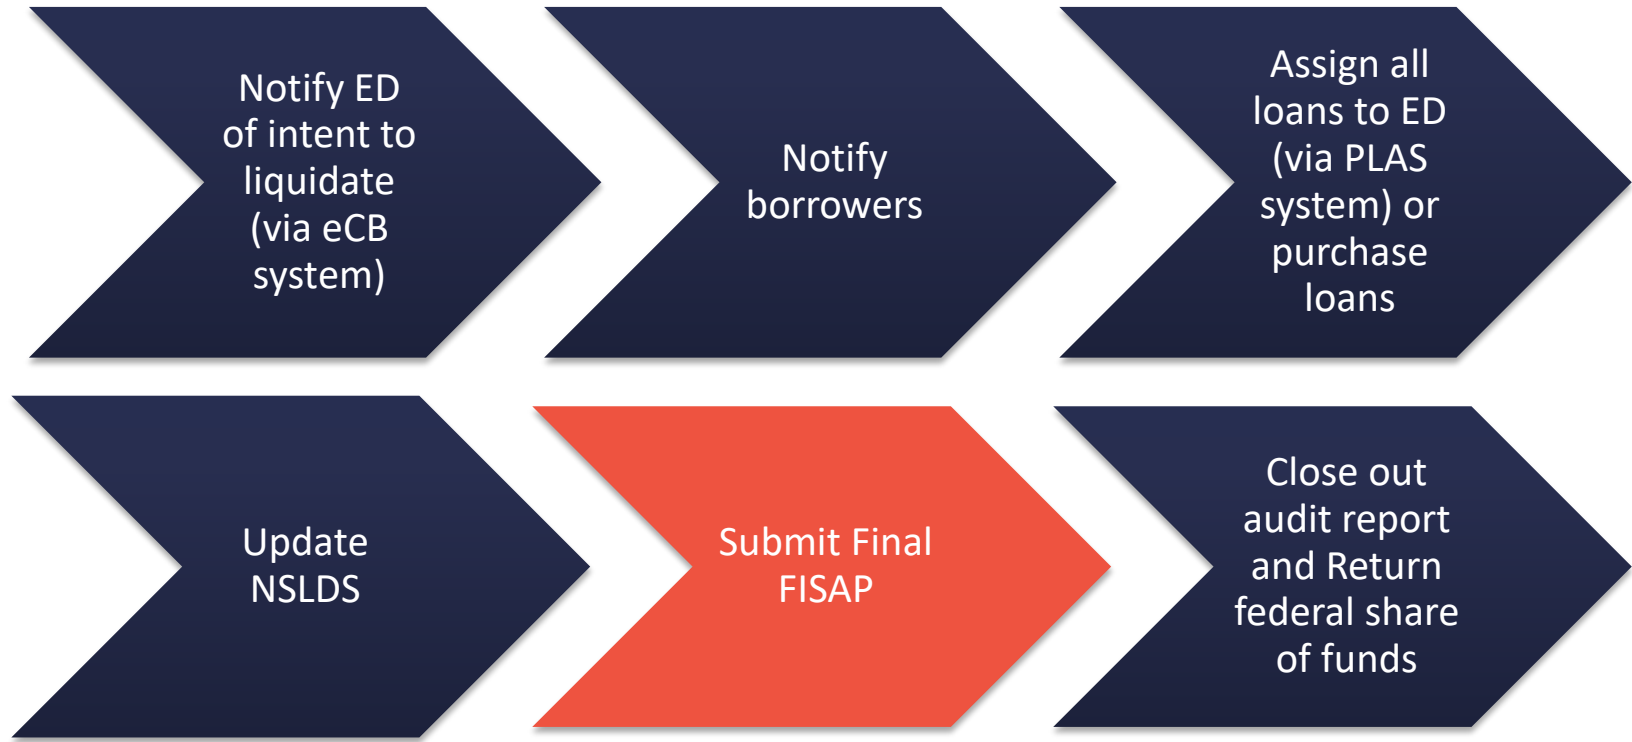 Notify ED
of intent to
liquidate
(via eCB
system)
Notify
borrowers
Assign all
loans to ED
(via PLAS
system) or
purchase
loans
Update
NSLDS
Submit Final
FISAP
Close out
audit report
and Return
federal share
of funds